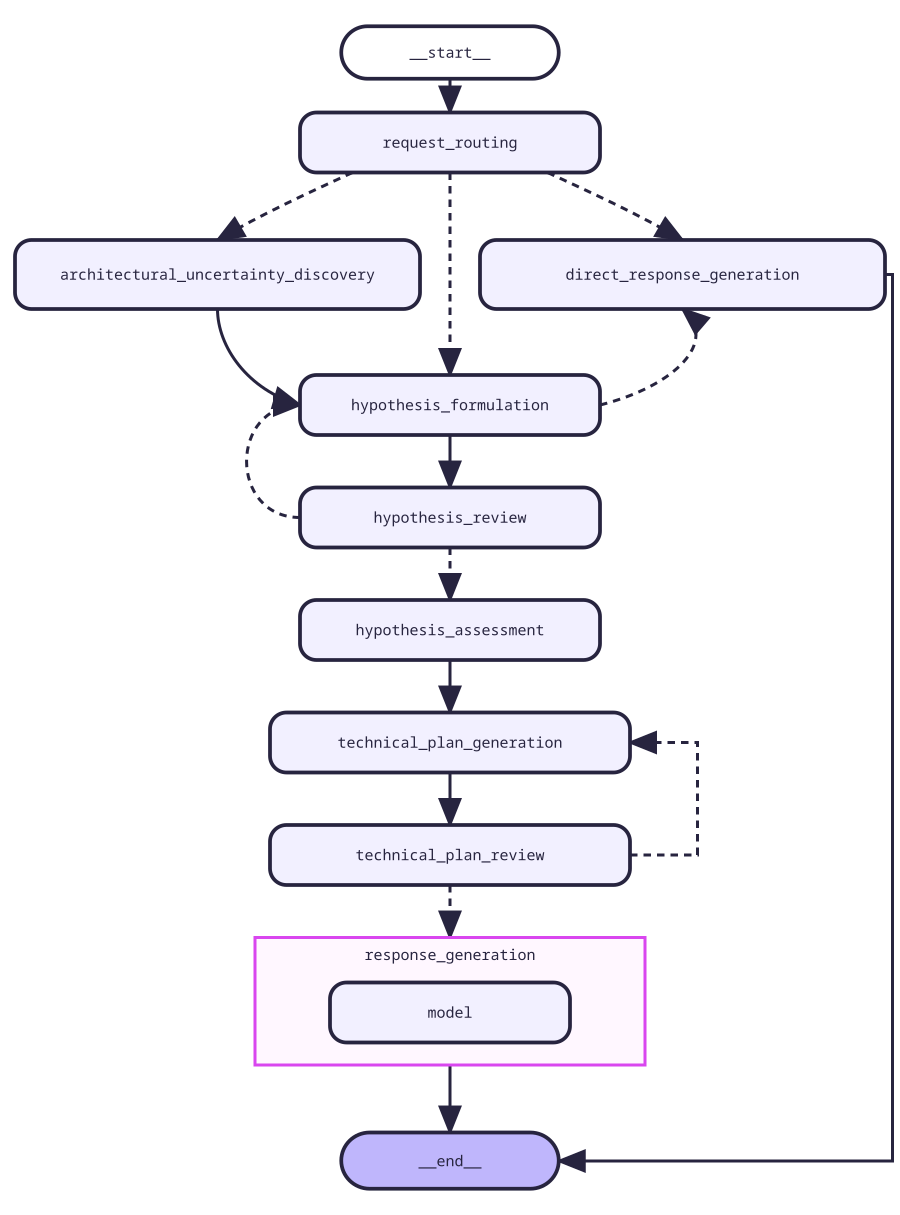 __start__
request_routing
architectural_uncertainty_discovery
direct_response_generation
hypothesis_formulation
hypothesis_review
hypothesis_assessment
technical_plan_generation
technical_plan_review
response_generation
model
__end__